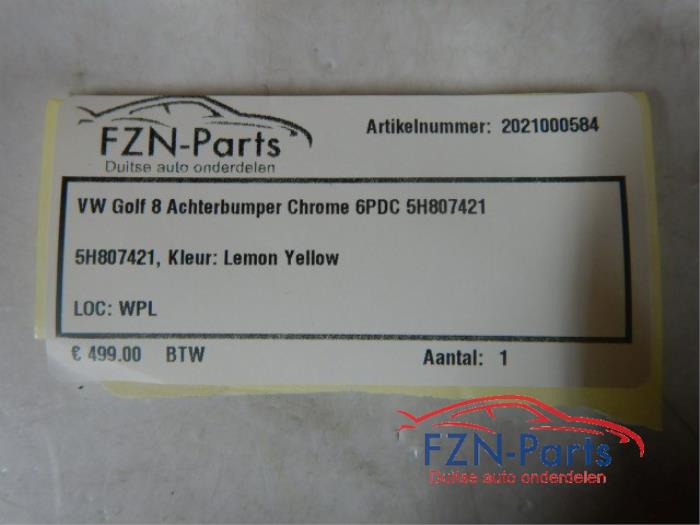 FZN-Parts
Duitse auto onderdelen
Artikelnummer: 2021000584
VW Golf 8 Achterbumper Chrome 6PDC 5H807421
5H807421, Kleur: Lemon Yellow
LOC: WPL
€ 499.00 BTW Aantal: 1
FZN-Parts
Duitse auto onderdelen